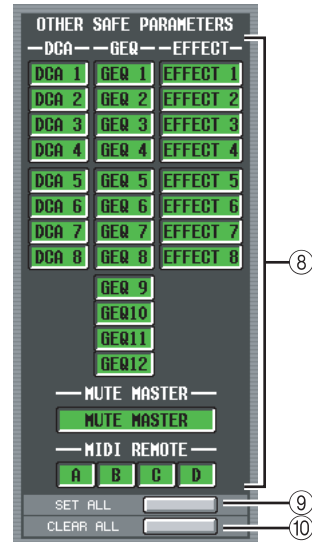 OTHER SAFE PARAMETERS
DCA GEQ EFFECT
DCA 1 GEQ 1 EFFECT 1
DCA 2 GEQ 2 EFFECT 2
DCA 3 GEQ 3 EFFECT 3
DCA 4 GEQ 4 EFFECT 4
DCA 5 GEQ 5 EFFECT 5
DCA 6 GEQ 6 EFFECT 6
DCA 7 GEQ 7 EFFECT 7
DCA 8 GEQ 8 EFFECT 8
⑧
GEQ 9
GEQ10
GEQ11
GEQ12
MUTE MASTER
MUTE MASTER
MIDI REMOTE
A B C D
SET ALL ⑨
CLEAR ALL ⑩